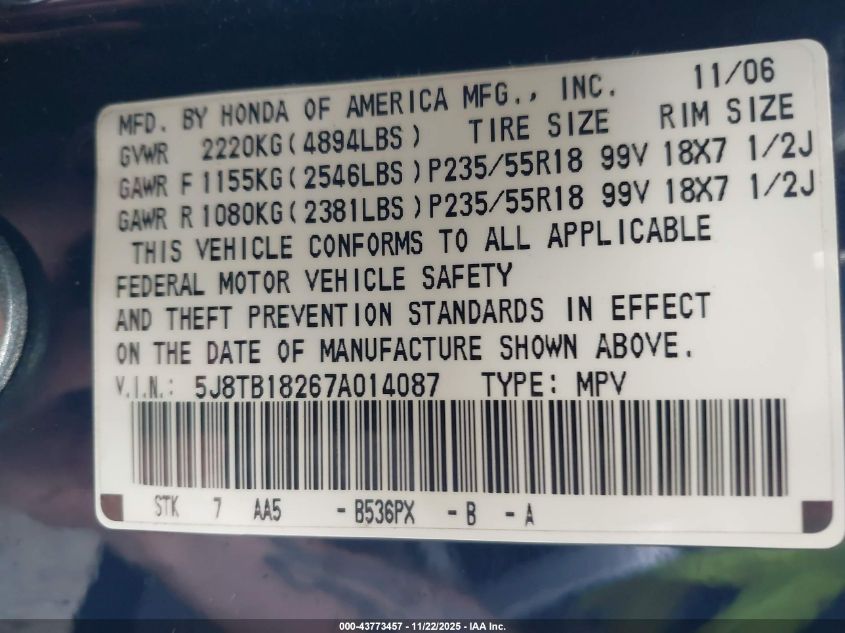 MFD. BY HONDA OF AMERICA MFG., INC. 11/06
GVWR 2220KG(4894LBS) TIRE SIZE RIM SIZE
GAWR F 1155KG(2546LBS) P235/55R18 99V 18X7 1/2J
GAWR R 1080KG(2381LBS) P235/55R18 99V 18X7 1/2J
THIS VEHICLE CONFORMS TO ALL APPLICABLE
FEDERAL MOTOR VEHICLE SAFETY
AND THEFT PREVENTION STANDARDS IN EFFECT
ON THE DATE OF MANUFACTURE SHOWN ABOVE.
V.I.N.: 5J8TB18267A014087 TYPE: MPV
STK 7 AA5 - B536PX - B - A
000-43773457 - 11/22/2025 - IAA Inc.